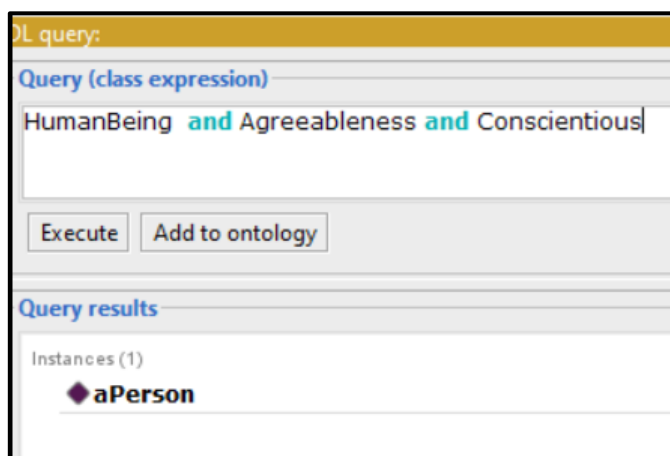 DL query:
Query (class expression)
HumanBeing and Agreeableness and Conscientious
Execute Add to ontology
Query results
Instances (1)
aPerson